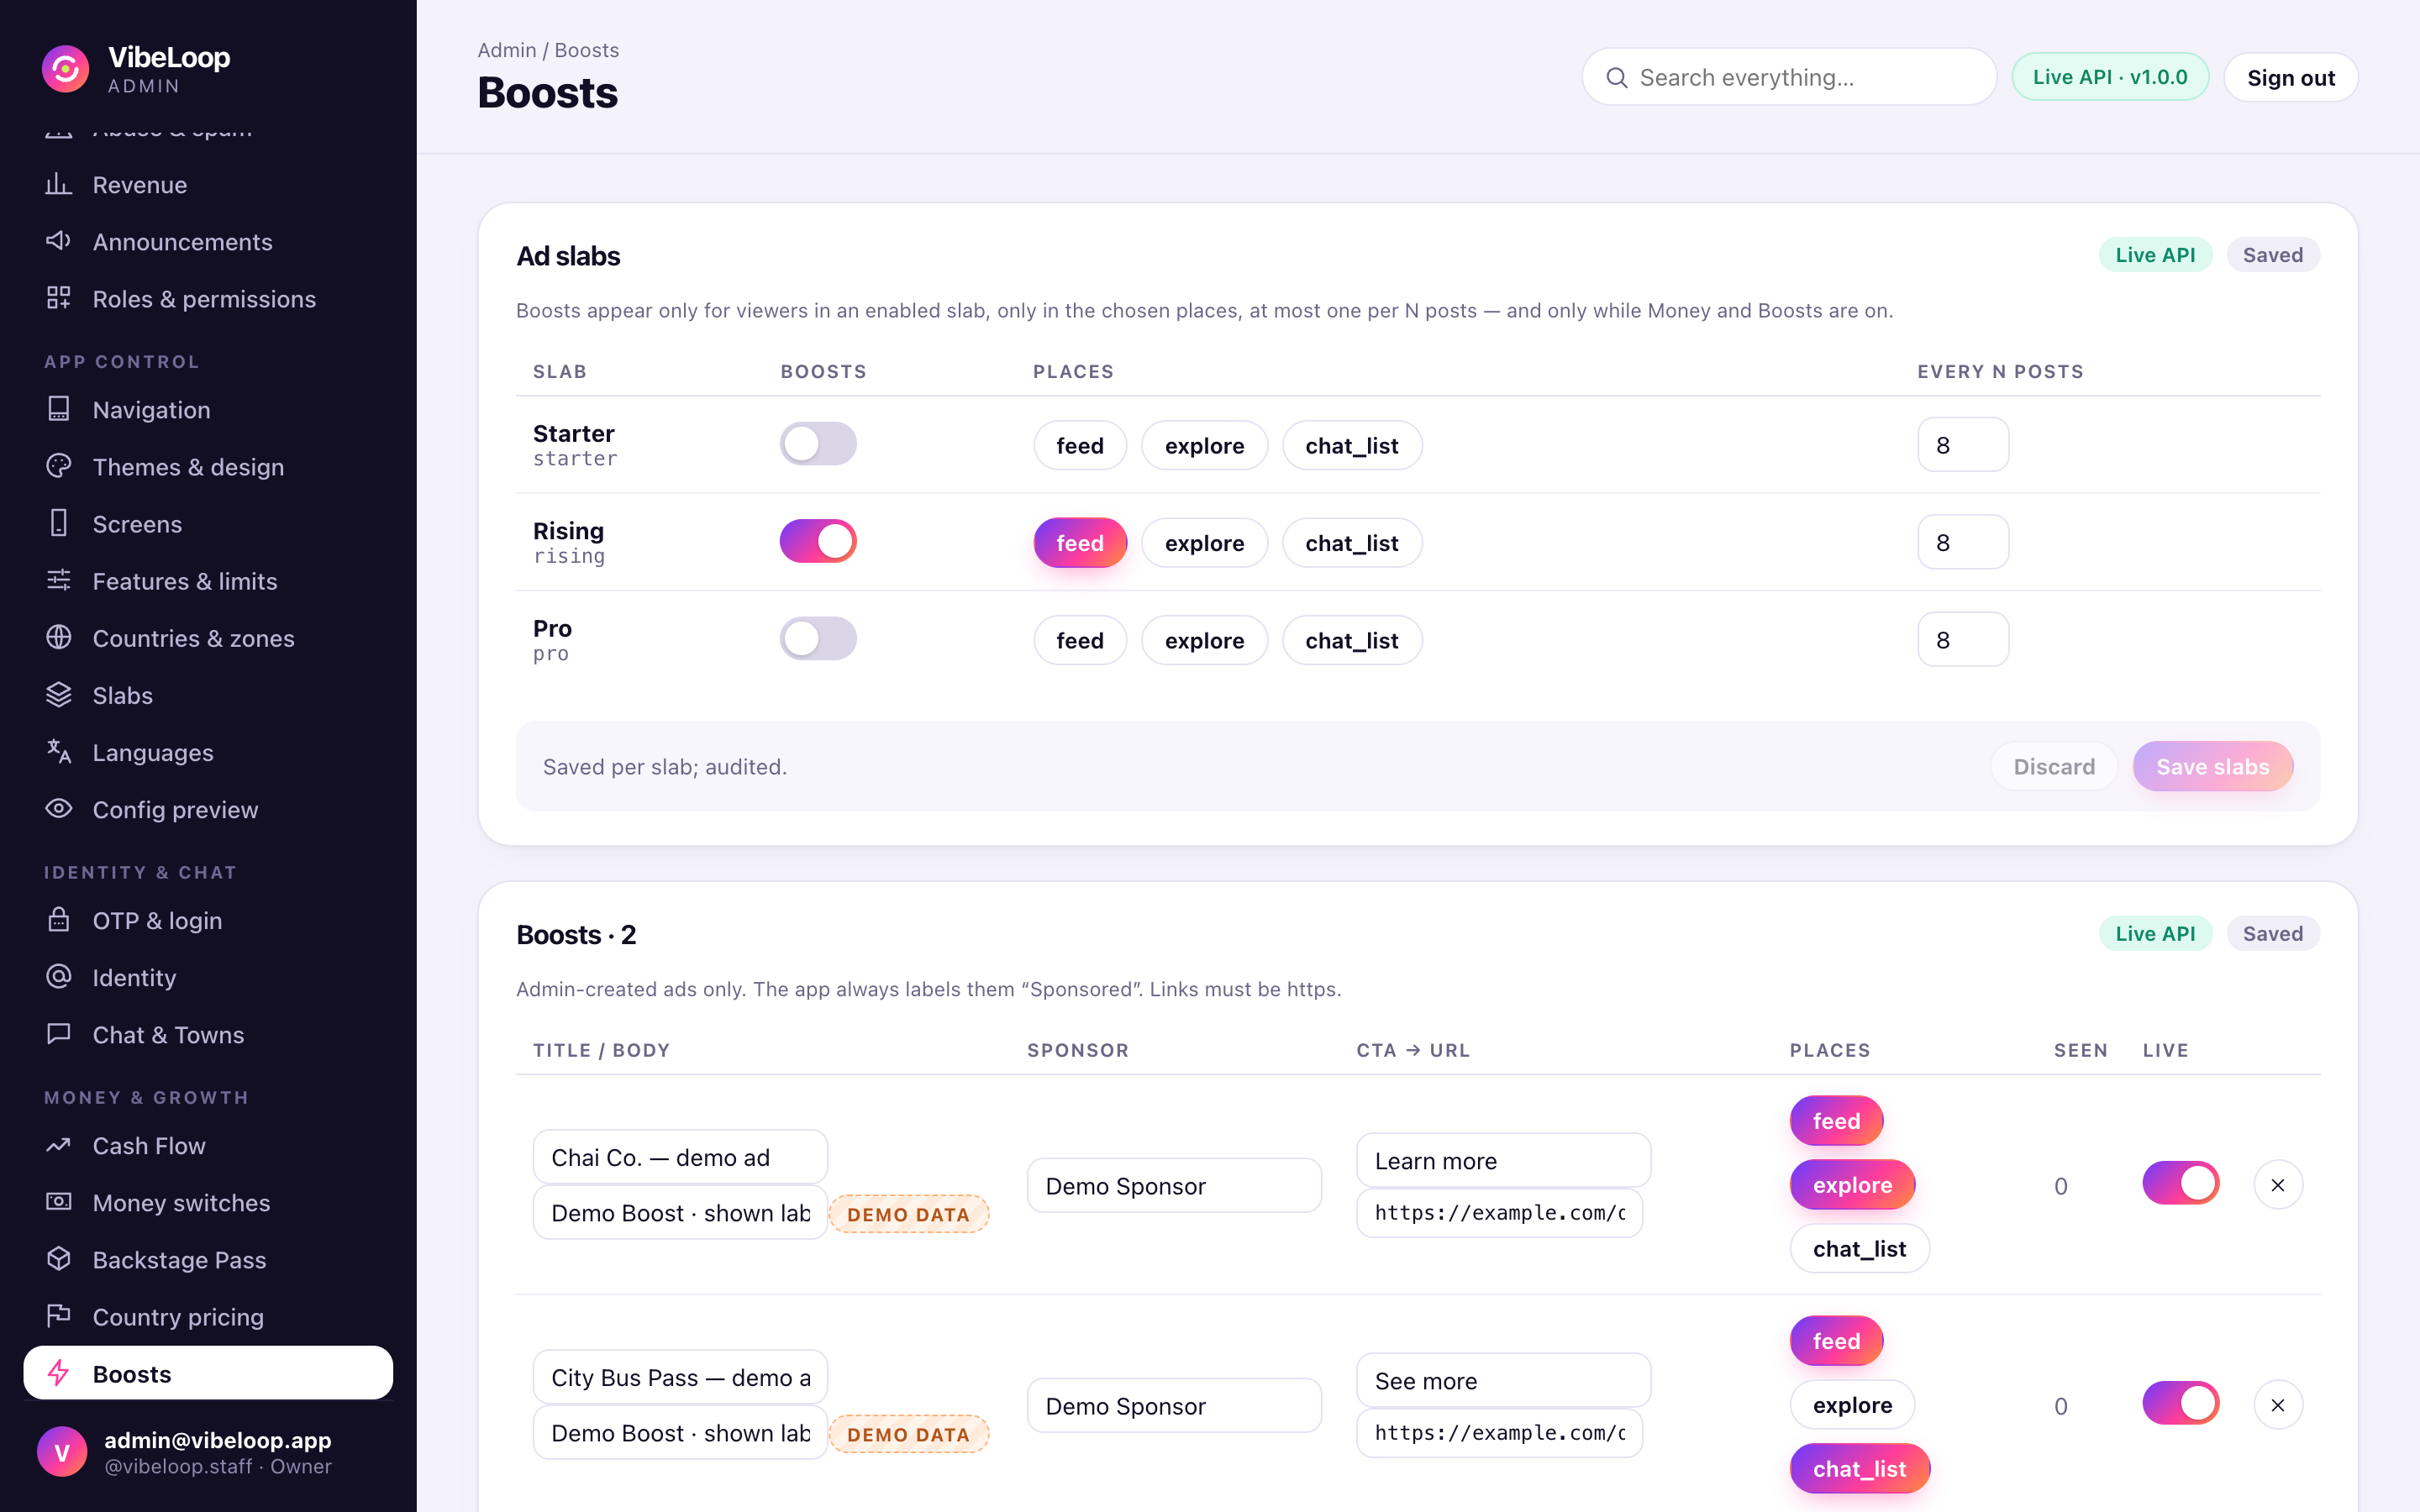 VibeLoop
ADMIN
Abuse & spam
Revenue
Announcements
Roles & permissions
APP CONTROL
Navigation
Themes & design
Screens
Features & limits
Countries & zones
Slabs
Languages
Config preview
IDENTITY & CHAT
OTP & login
Identity
Chat & Towns
MONEY & GROWTH
Cash Flow
Money switches
Backstage Pass
Country pricing
Boosts
V
admin@vibeloop.app
@vibeloop.staff · Owner
Admin / Boosts
Boosts
Search everything...
Live API · v1.0.0
Sign out
Ad slabs
Live API
Saved
Boosts appear only for viewers in an enabled slab, only in the chosen places, at most one per N posts — and only while Money and Boosts are on.
SLAB BOOSTS PLACES EVERY N POSTS
Starter
starter
feed explore chat_list 8
Rising
rising
feed explore chat_list 8
Pro
pro
feed explore chat_list 8
Saved per slab; audited.
Discard
Save slabs
Boosts · 2
Live API
Saved
Admin-created ads only. The app always labels them “Sponsored”. Links must be https.
TITLE / BODY SPONSOR CTA → URL PLACES SEEN LIVE
Chai Co. — demo ad
Demo Boost · shown lab
DEMO DATA
Demo Sponsor
Learn more
https://example.com/
feed
explore
chat_list
0
City Bus Pass — demo a
Demo Boost · shown lab
DEMO DATA
Demo Sponsor
See more
https://example.com/
feed
explore
chat_list
0